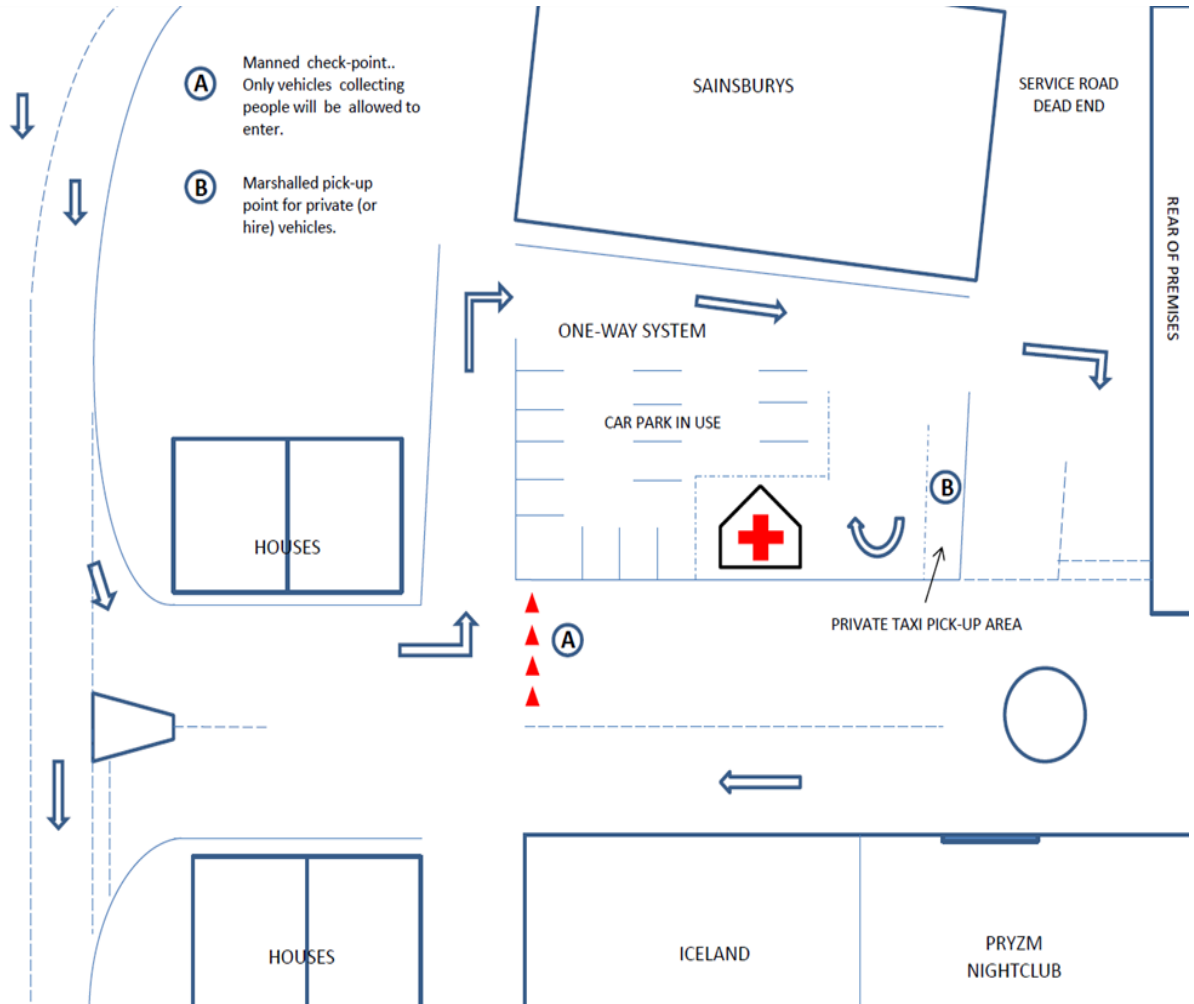 A
Manned check-point..
Only vehicles collecting
people will be allowed to
enter.
B
Marshalled pick-up
point for private (or
hire) vehicles.
SAINSBURYS
SERVICE ROAD
DEAD END
REAR OF PREMISES
ONE-WAY SYSTEM
CAR PARK IN USE
B
HOUSES
PRIVATE TAXI PICK-UP AREA
A
HOUSES
ICELAND
PRYZM
NIGHTCLUB